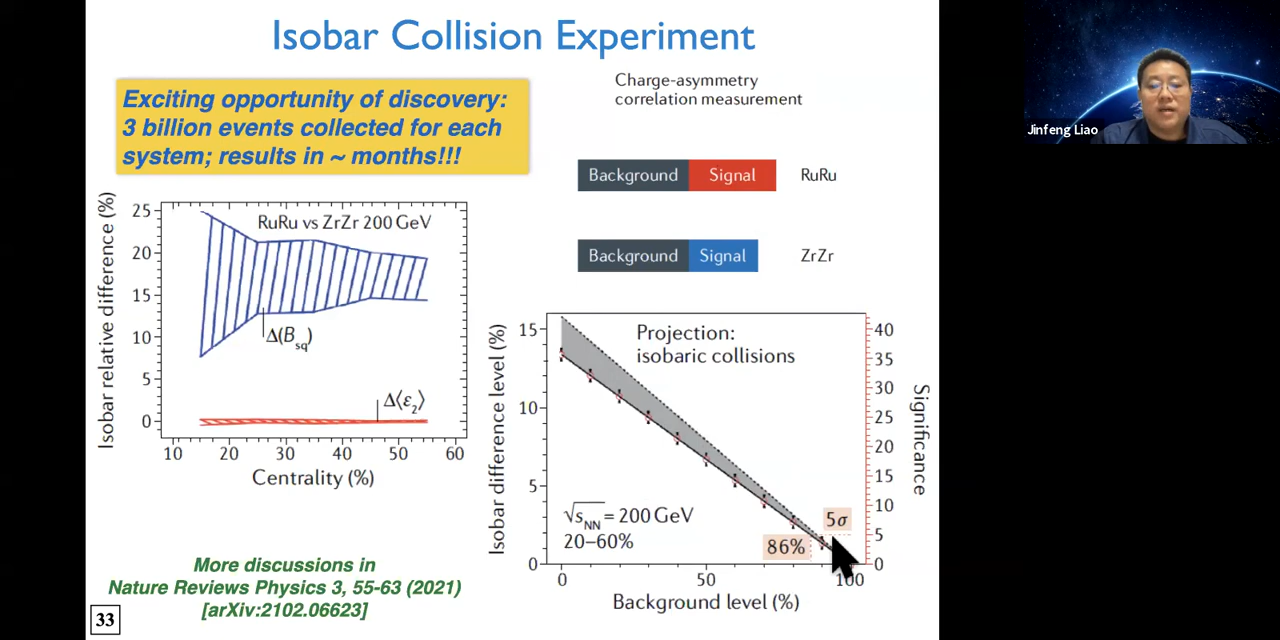 Isobar Collision Experiment
Exciting opportunity of discovery:
3 billion events collected for each
system; results in ~ months!!!
Charge-asymmetry
correlation measurement
Background Signal RuRu
Background Signal ZrZr
Isobar relative difference (%)
25
20
15
10
5
0
RuRu vs ZrZr 200 GeV
Δ(B_sq)
Δ⟨ε_2⟩
10 20 30 40 50 60
Centrality (%)
Isobar difference level (%)
15
10
5
0
Projection:
isobaric collisions
√s_NN = 200 GeV
20–60%
86%
5σ
40
35
30
25
20
15
10
5
0
Significance
0 50 100
Background level (%)
More discussions in
Nature Reviews Physics 3, 55-63 (2021)
[arXiv:2102.06623]
33
Jinfeng Liao